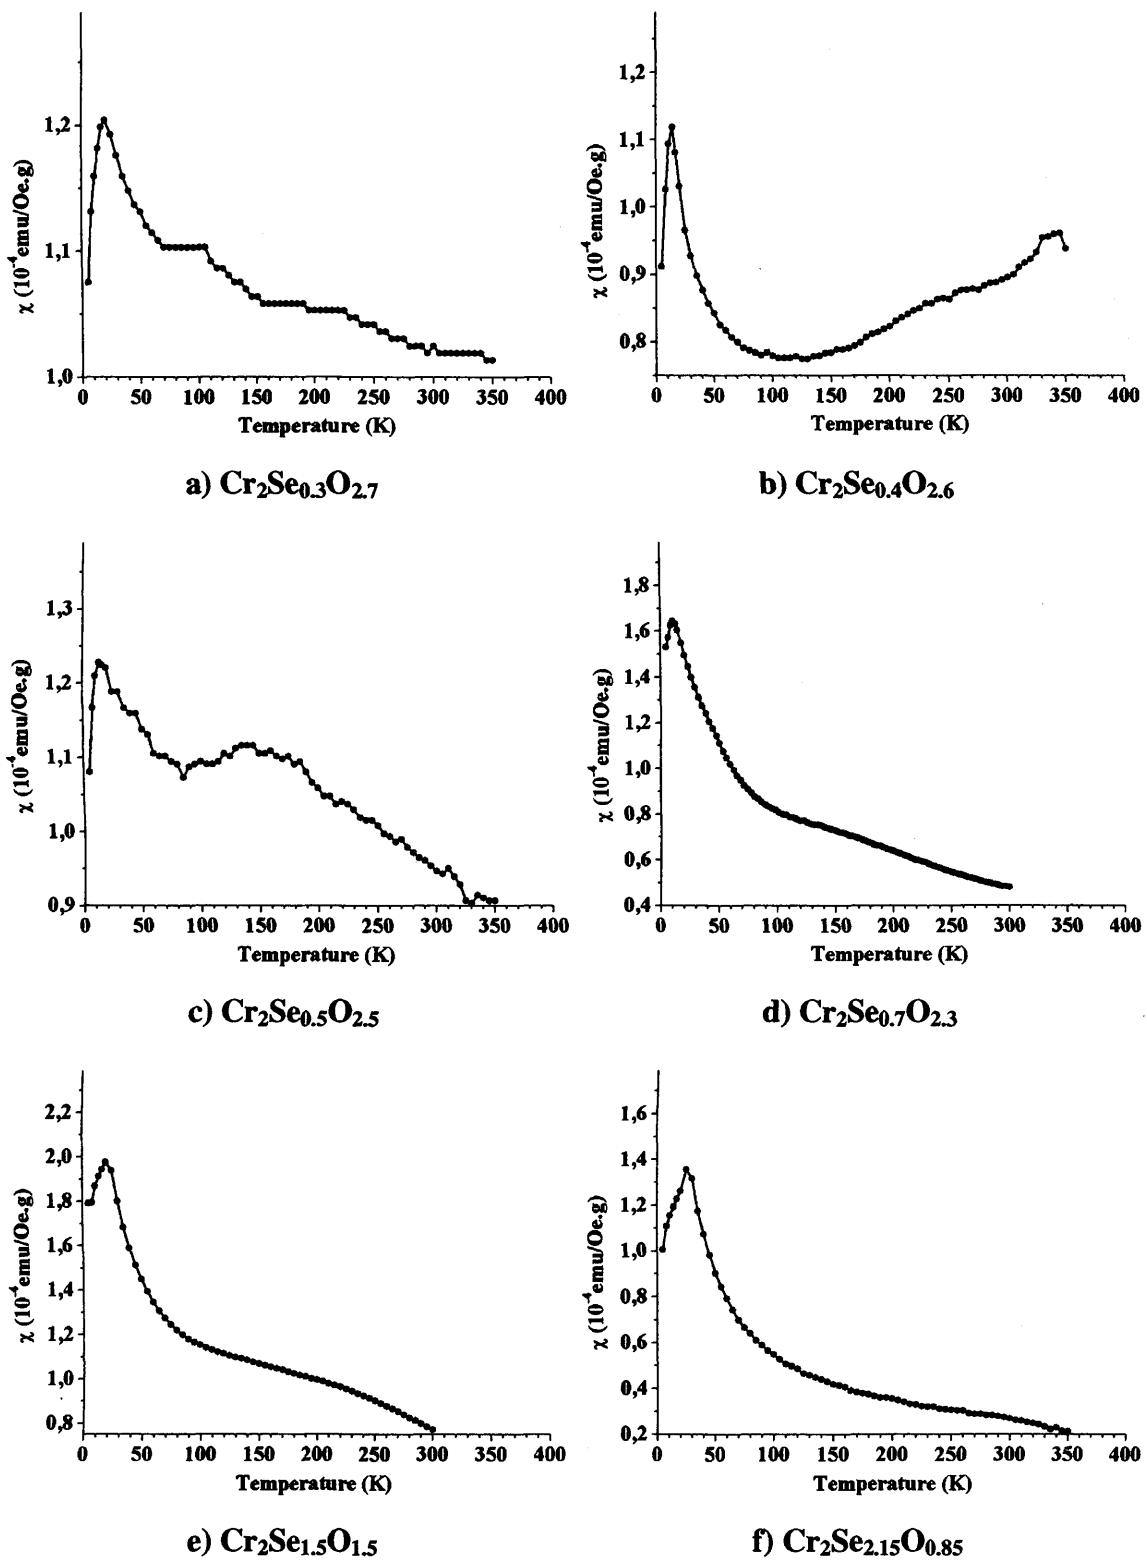 χ (10⁻⁴emu/Oe.g)
1,2
1,1
1,0
0 50 100 150 200 250 300 350 400
Temperature (K)
a) Cr₂Se₀.₃O₂.₇
χ (10⁻⁴emu/Oe.g)
1,2
1,1
1,0
0,9
0,8
0 50 100 150 200 250 300 350 400
Temperature (K)
b) Cr₂Se₀.₄O₂.₆
χ (10⁻⁴emu/Oe.g)
1,3
1,2
1,1
1,0
0,9
0 50 100 150 200 250 300 350 400
Temperature (K)
c) Cr₂Se₀.₅O₂.₅
χ (10⁻⁴emu/Oe.g)
1,8
1,6
1,4
1,2
1,0
0,8
0,6
0,4
0 50 100 150 200 250 300 350 400
Temperature (K)
d) Cr₂Se₀.₇O₂.₃
χ (10⁻⁴emu/Oe.g)
2,2
2,0
1,8
1,6
1,4
1,2
1,0
0,8
0 50 100 150 200 250 300 350 400
Temperature (K)
e) Cr₂Se₁.₅O₁.₅
χ (10⁻⁴emu/Oe.g)
1,6
1,4
1,2
1,0
0,8
0,6
0,4
0,2
0 50 100 150 200 250 300 350 400
Temperature (K)
f) Cr₂Se₂.₁₅O₀.₈₅